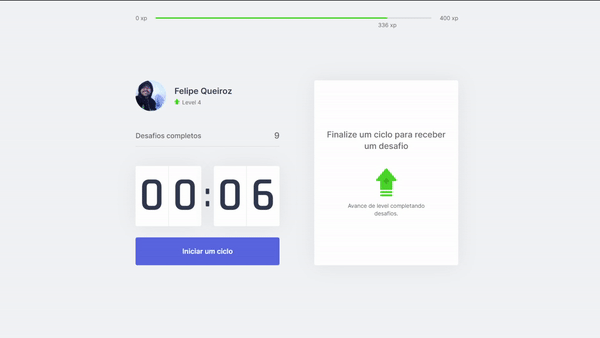 0 xp
400 xp
336 xp
Felipe Queiroz
Level 4
Desafios completos 9
00:06
Iniciar um ciclo
Finalize um ciclo para receber
um desafio
Avance de level completando
desafios.